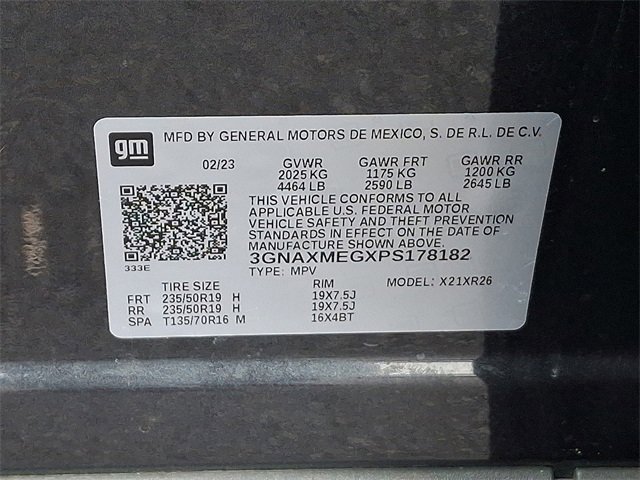 gm
MFD BY GENERAL MOTORS DE MEXICO, S. DE R.L. DE C.V.
02/23 GVWR GAWR FRT GAWR RR
2025 KG 1175 KG 1200 KG
4464 LB 2590 LB 2645 LB
THIS VEHICLE CONFORMS TO ALL
APPLICABLE U.S. FEDERAL MOTOR
VEHICLE SAFETY AND THEFT PREVENTION
STANDARDS IN EFFECT ON THE DATE OF
MANUFACTURE SHOWN ABOVE.
333E 3GNAXMEGXPS178182
TYPE: MPV MODEL: X21XR26
TIRE SIZE RIM
FRT 235/50R19 H 19X7.5J
RR 235/50R19 H 19X7.5J
SPA T135/70R16 M 16X4BT